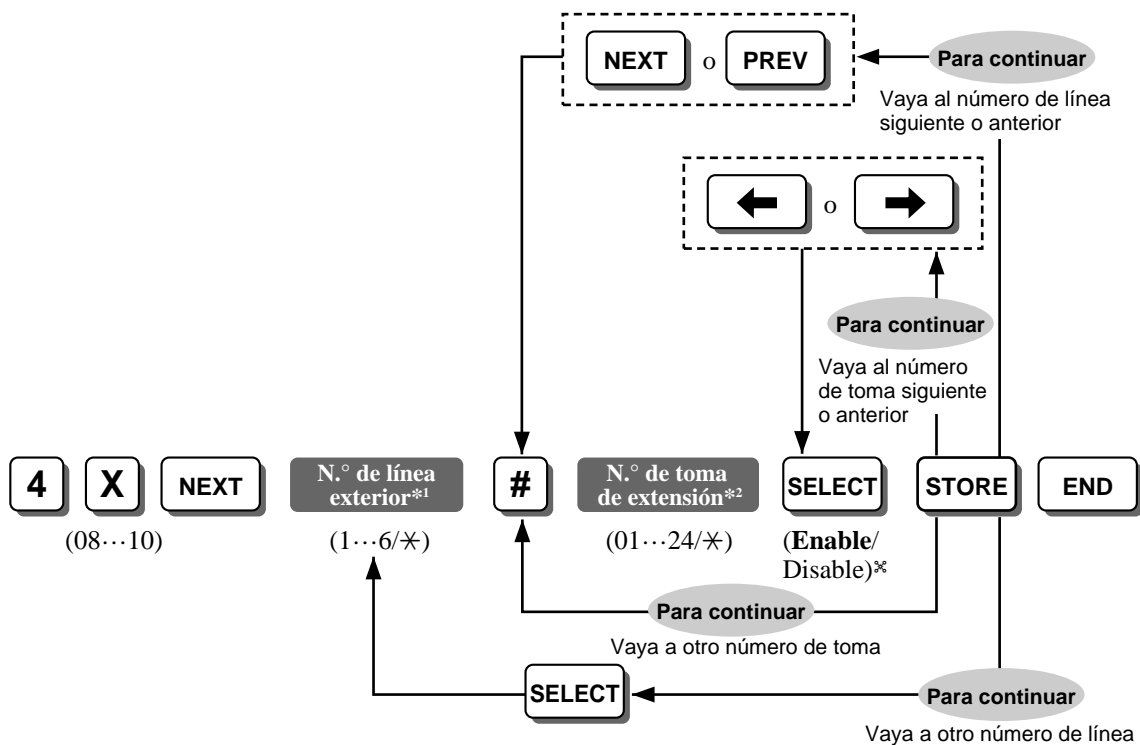 NEXT o PREV
Para continuar
Vaya al número de línea
siguiente o anterior
o
Para continuar
Vaya al número
de toma siguiente
o anterior
4 X NEXT
N.° de línea
exterior*1
#
N.° de toma
de extensión*2
SELECT STORE END
(08···10)
(1···6/✳)
(01···24/✳)
(Enable/
Disable)⌘
Para continuar
Vaya a otro número de toma
SELECT
Para continuar
Vaya a otro número de línea